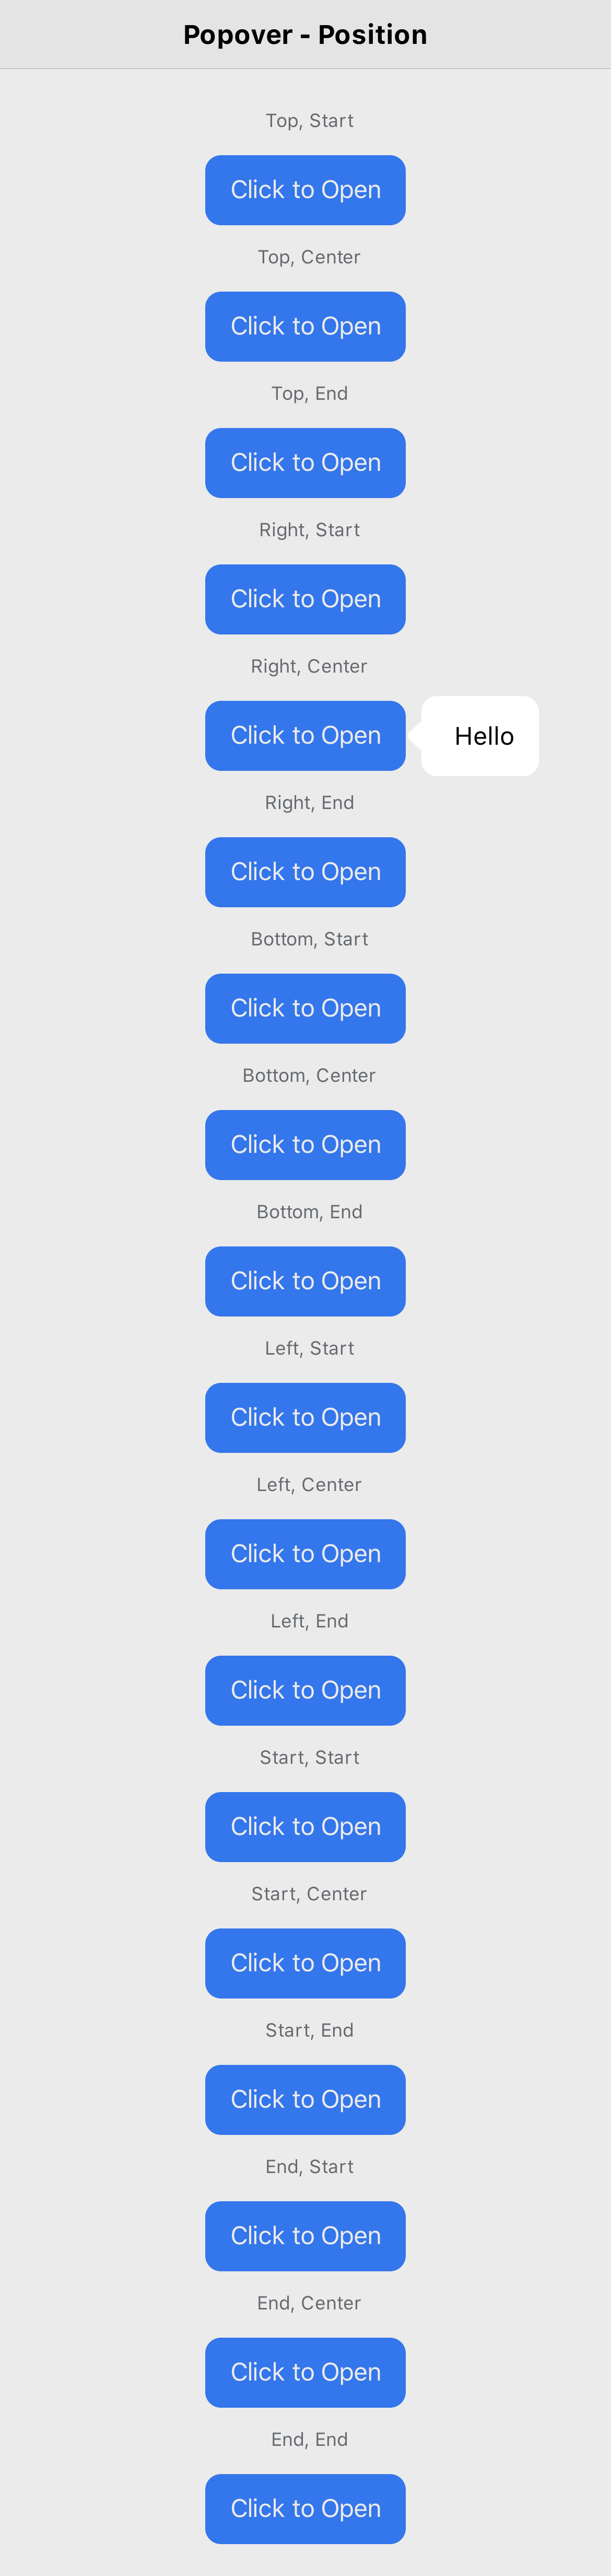 Popover - Position
Top, Start
Click to Open
Top, Center
Click to Open
Top, End
Click to Open
Right, Start
Click to Open
Right, Center
Click to Open
Hello
Right, End
Click to Open
Bottom, Start
Click to Open
Bottom, Center
Click to Open
Bottom, End
Click to Open
Left, Start
Click to Open
Left, Center
Click to Open
Left, End
Click to Open
Start, Start
Click to Open
Start, Center
Click to Open
Start, End
Click to Open
End, Start
Click to Open
End, Center
Click to Open
End, End
Click to Open